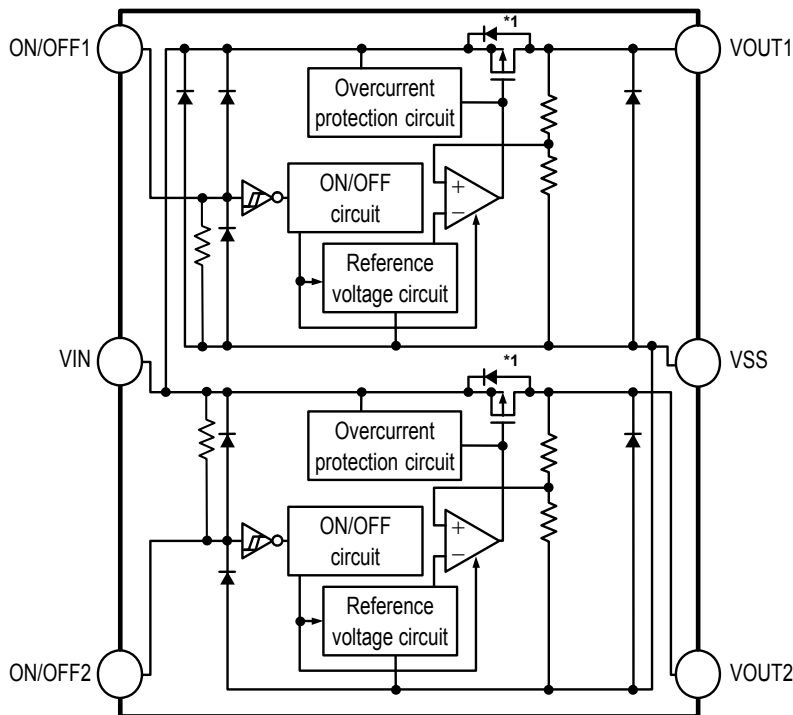 ON/OFF1
*1
VOUT1
Overcurrent
protection circuit
ON/OFF
circuit
+
−
Reference
voltage circuit
VIN
*1
VSS
Overcurrent
protection circuit
ON/OFF
circuit
+
−
Reference
voltage circuit
ON/OFF2
VOUT2